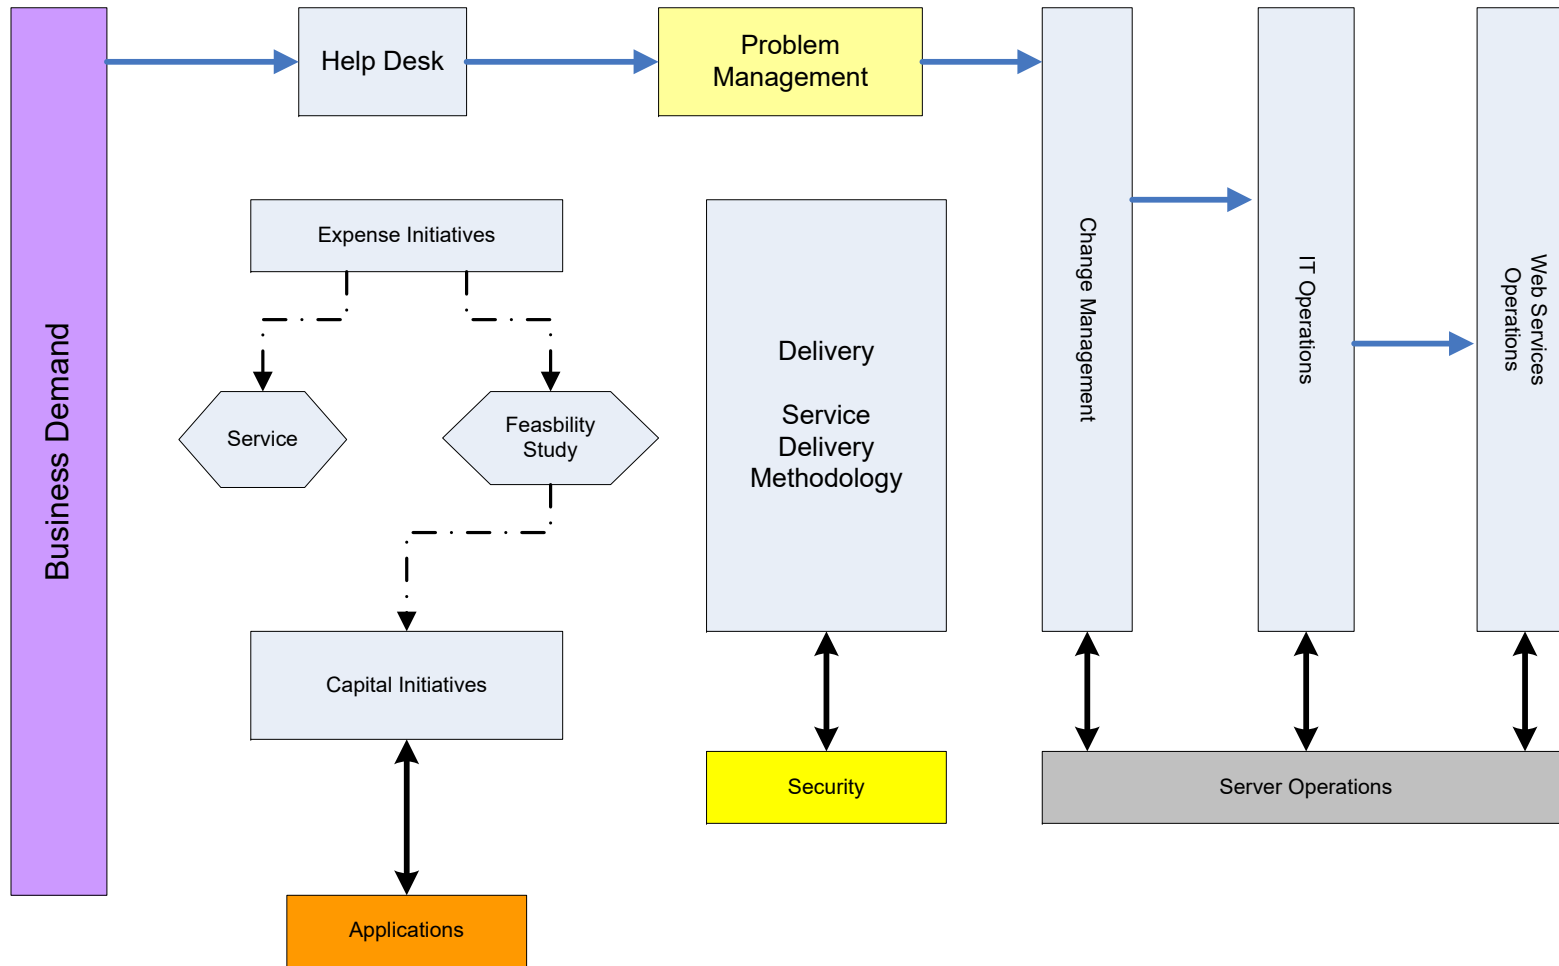 Business Demand
Help Desk
Problem
Management
Expense Initiatives
Service
Feasbility
Study
Capital Initiatives
Applications
Delivery
Service
Delivery
Methodology
Security
Change Management
IT Operations
Web Services
Operations
Server Operations